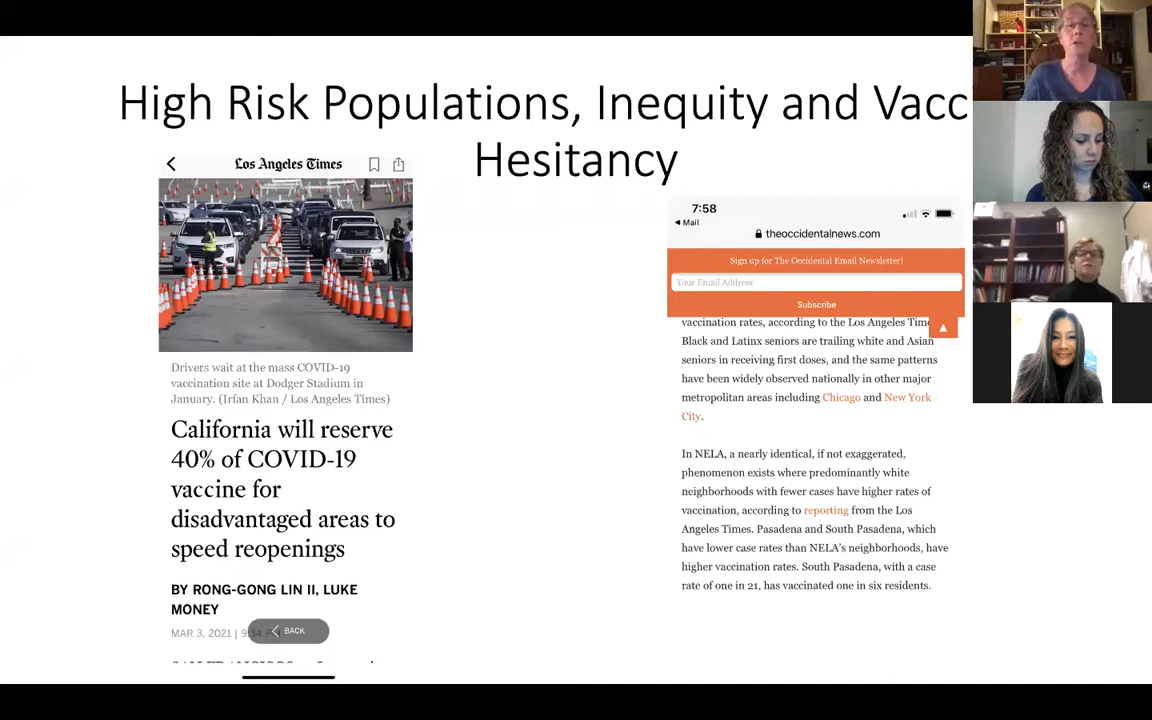 High Risk Populations, Inequity and Vacc
Hesitancy
Los Angeles Times
Drivers wait at the mass COVID-19
vaccination site at Dodger Stadium in
January. (Irfan Khan / Los Angeles Times)
California will reserve
40% of COVID-19
vaccine for
disadvantaged areas to
speed reopenings
BY RONG-GONG LIN II, LUKE
MONEY
MAR 3, 2021 |
BACK
7:58
Mail
theoccidentalnews.com
Sign up for The Occidental Email Newsletter!
Your Email Address
Subscribe
vaccination rates, according to the Los Angeles Time
Black and Latinx seniors are trailing white and Asian
seniors in receiving first doses, and the same patterns
have been widely observed nationally in other major
metropolitan areas including Chicago and New York
City.
In NELA, a nearly identical, if not exaggerated,
phenomenon exists where predominantly white
neighborhoods with fewer cases have higher rates of
vaccination, according to reporting from the Los
Angeles Times. Pasadena and South Pasadena, which
have lower case rates than NELA's neighborhoods, have
higher vaccination rates. South Pasadena, with a case
rate of one in 21, has vaccinated one in six residents.